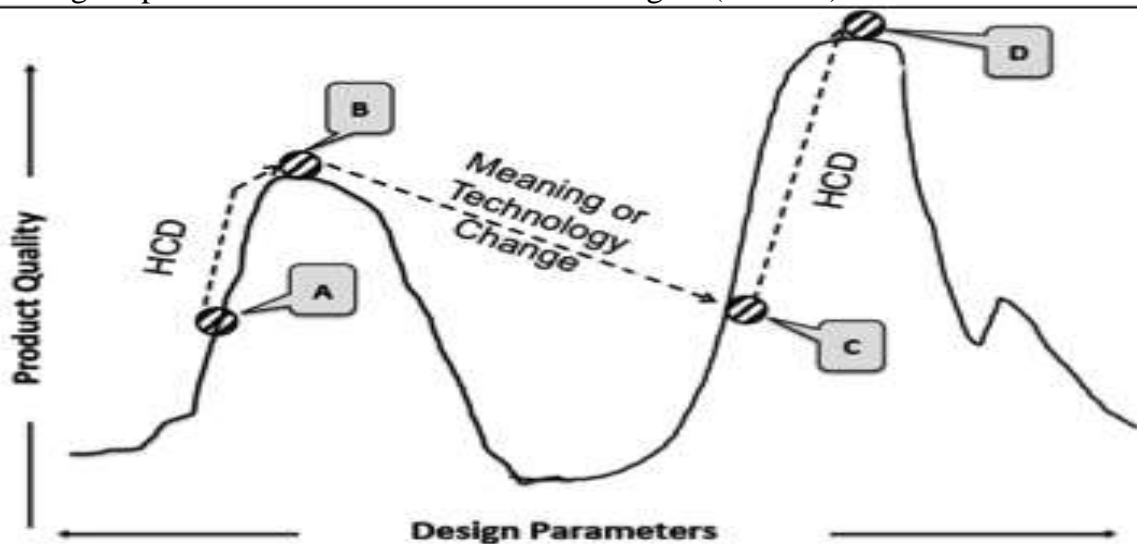 D
B
HCD
Meaning or
Technology
Change
HCD
A
C
Product Quality
Design Parameters